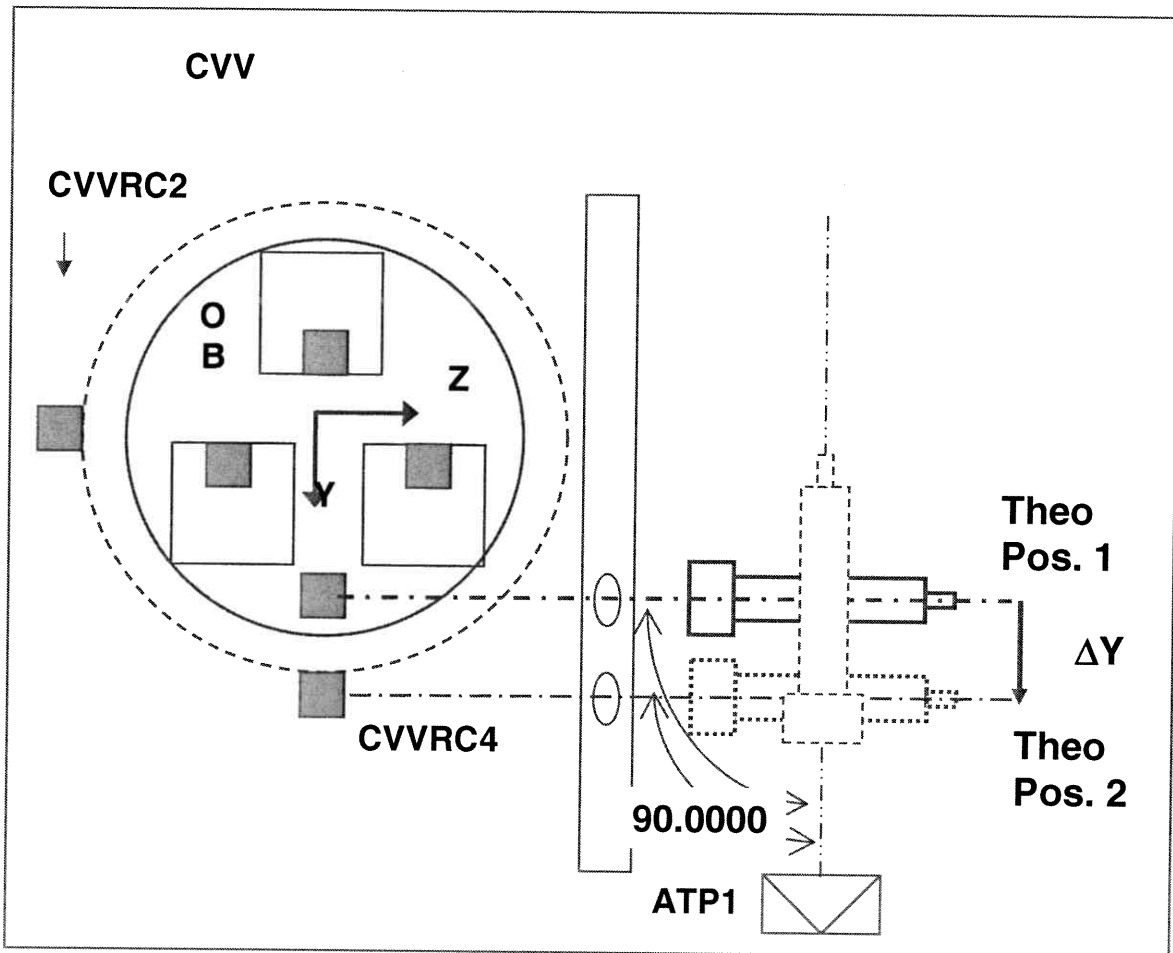 CVV
CVVRC2
O
B
Z
Y
Theo
Pos. 1
ΔY
CVVRC4
Theo
Pos. 2
90.0000
ATP1